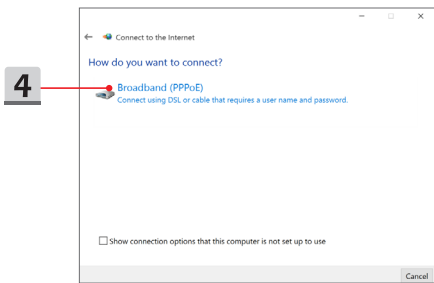 Connect to the Internet
How do you want to connect?
4
Broadband (PPPoE)
Connect using DSL or cable that requires a user name and password.
Show connection options that this computer is not set up to use
Cancel